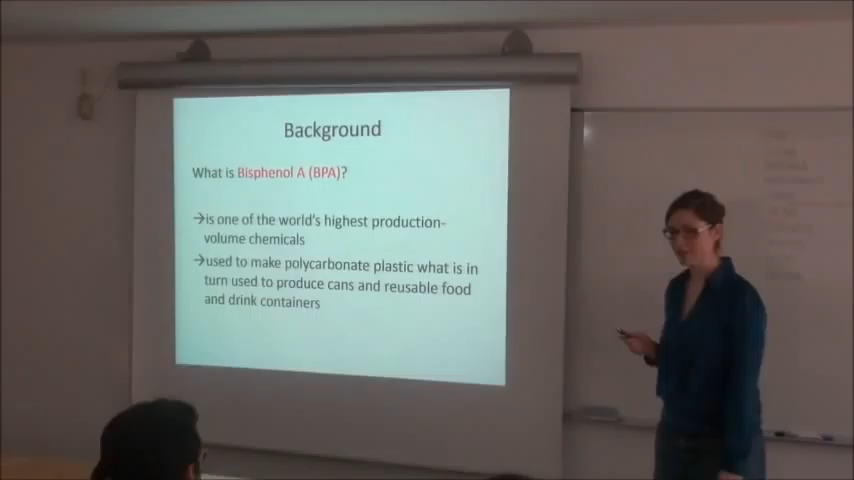 Background
What is Bisphenol A (BPA)?
→is one of the world's highest production-
volume chemicals
→used to make polycarbonate plastic what is in
turn used to produce cans and reusable food
and drink containers